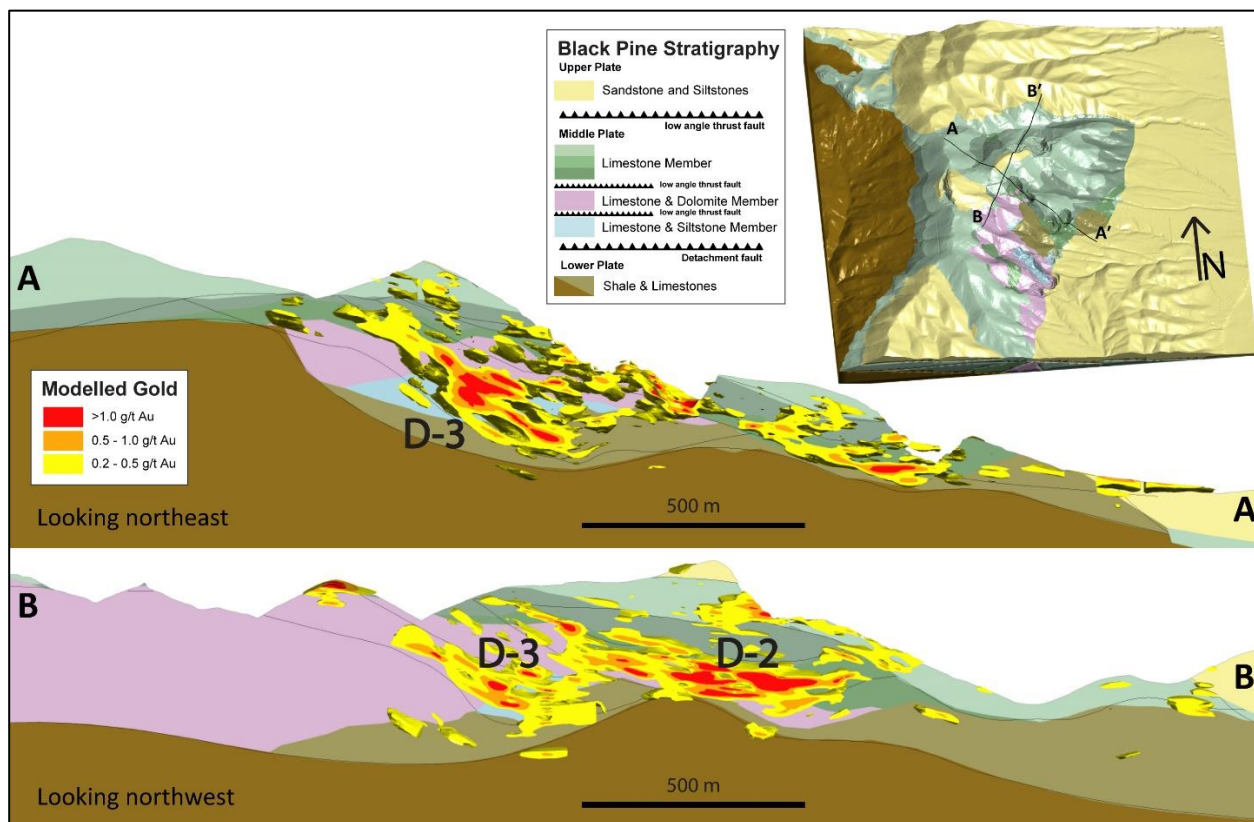 Black Pine Stratigraphy
Upper Plate
Sandstone and Siltstones
low angle thrust fault
Middle Plate
Limestone Member
low angle thrust fault
Limestone & Dolomite Member
low angle thrust fault
Limestone & Siltstone Member
Detachment fault
Lower Plate
Shale & Limestones
B'
A
B
A'
N
A
Modelled Gold
>1.0 g/t Au
0.5 - 1.0 g/t Au
0.2 - 0.5 g/t Au
D-3
500 m
A
Looking northeast
B
D-3
D-2
B
500 m
Looking northwest